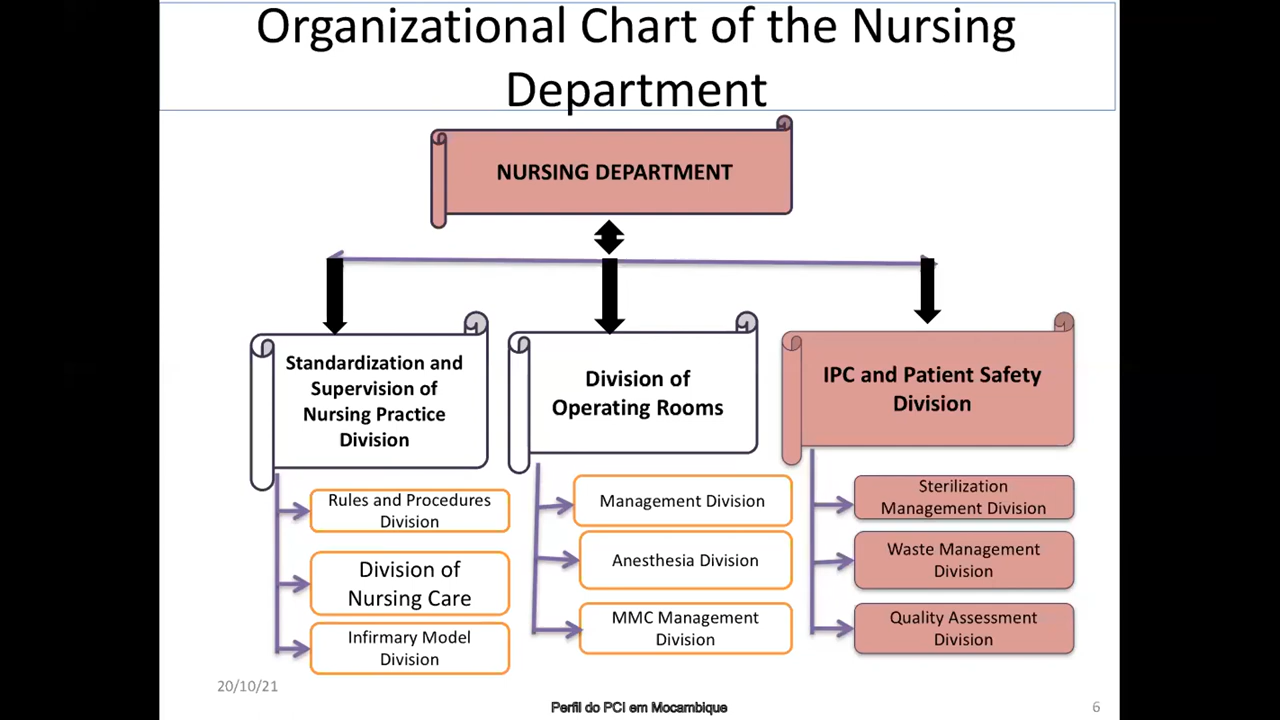 Organizational Chart of the Nursing
Department
NURSING DEPARTMENT
Standardization and
Supervision of
Nursing Practice
Division
Division of
Operating Rooms
IPC and Patient Safety
Division
Rules and Procedures
Division
Division of
Nursing Care
Infirmary Model
Division
Management Division
Anesthesia Division
MMC Management
Division
Sterilization
Management Division
Waste Management
Division
Quality Assessment
Division
20/10/21
Perfil do PCI em Mocambique
6